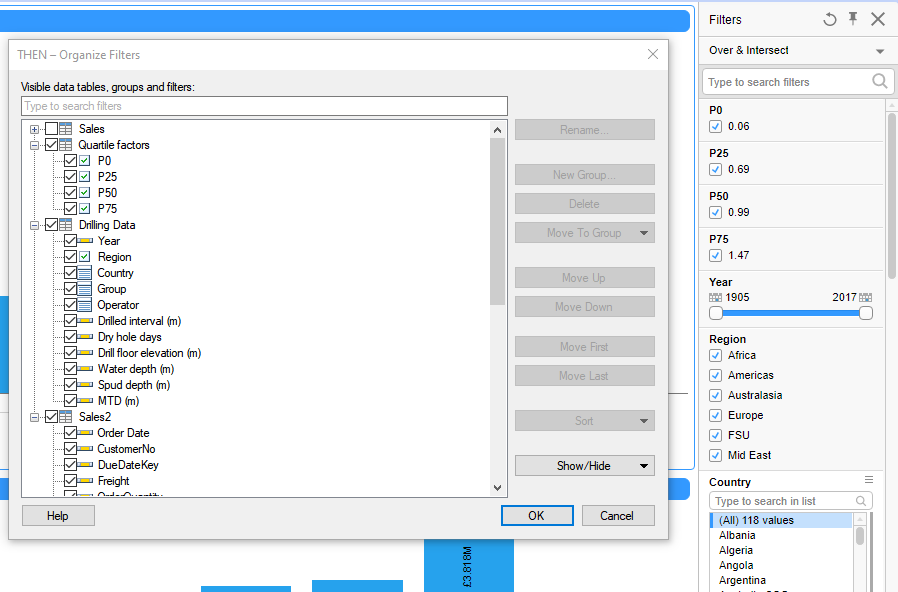 Filters
Over & Intersect
Type to search filters
P0
0.06
P25
0.69
P50
0.99
P75
1.47
Year
1905 2017
Region
Africa
Americas
Australasia
Europe
FSU
Mid East
Country
Type to search in list
(All) 118 values
Albania
Algeria
Angola
Argentina
THEN – Organize Filters
Visible data tables, groups and filters:
Type to search filters
Sales
Quartile factors
P0
P25
P50
P75
Drilling Data
Year
Region
Country
Group
Operator
Drilled interval (m)
Dry hole days
Drill floor elevation (m)
Water depth (m)
Spud depth (m)
MTD (m)
Sales2
Order Date
CustomerNo
DueDateKey
Freight
OrderQuantity
Rename...
New Group...
Delete
Move To Group
Move Up
Move Down
Move First
Move Last
Sort
Show/Hide
Help
OK
Cancel
£3.818M